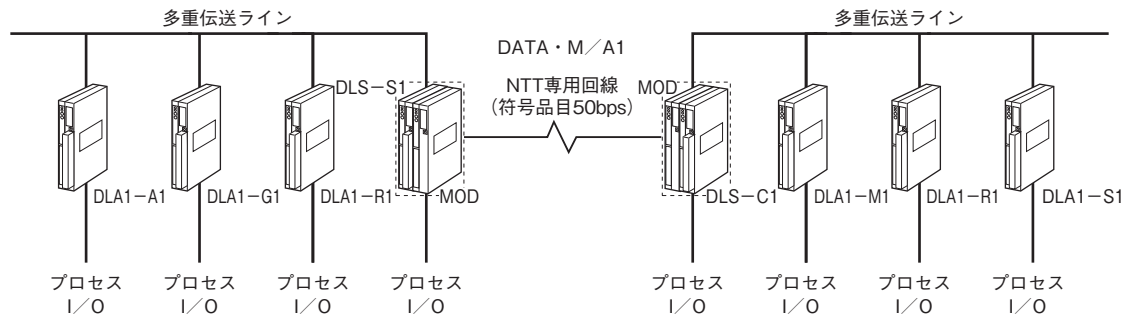 多重伝送ライン
多重伝送ライン
DATA・M／A1
DLS－S1
NTT専用回線
（符号品目50bps）
MOD
DLA1－A1
DLA1－G1
DLA1－R1
MOD
DLS－C1
DLA1－M1
DLA1－R1
DLA1－S1
プロセス
I／O
プロセス
I／O
プロセス
I／O
プロセス
I／O
プロセス
I／O
プロセス
I／O
プロセス
I／O
プロセス
I／O